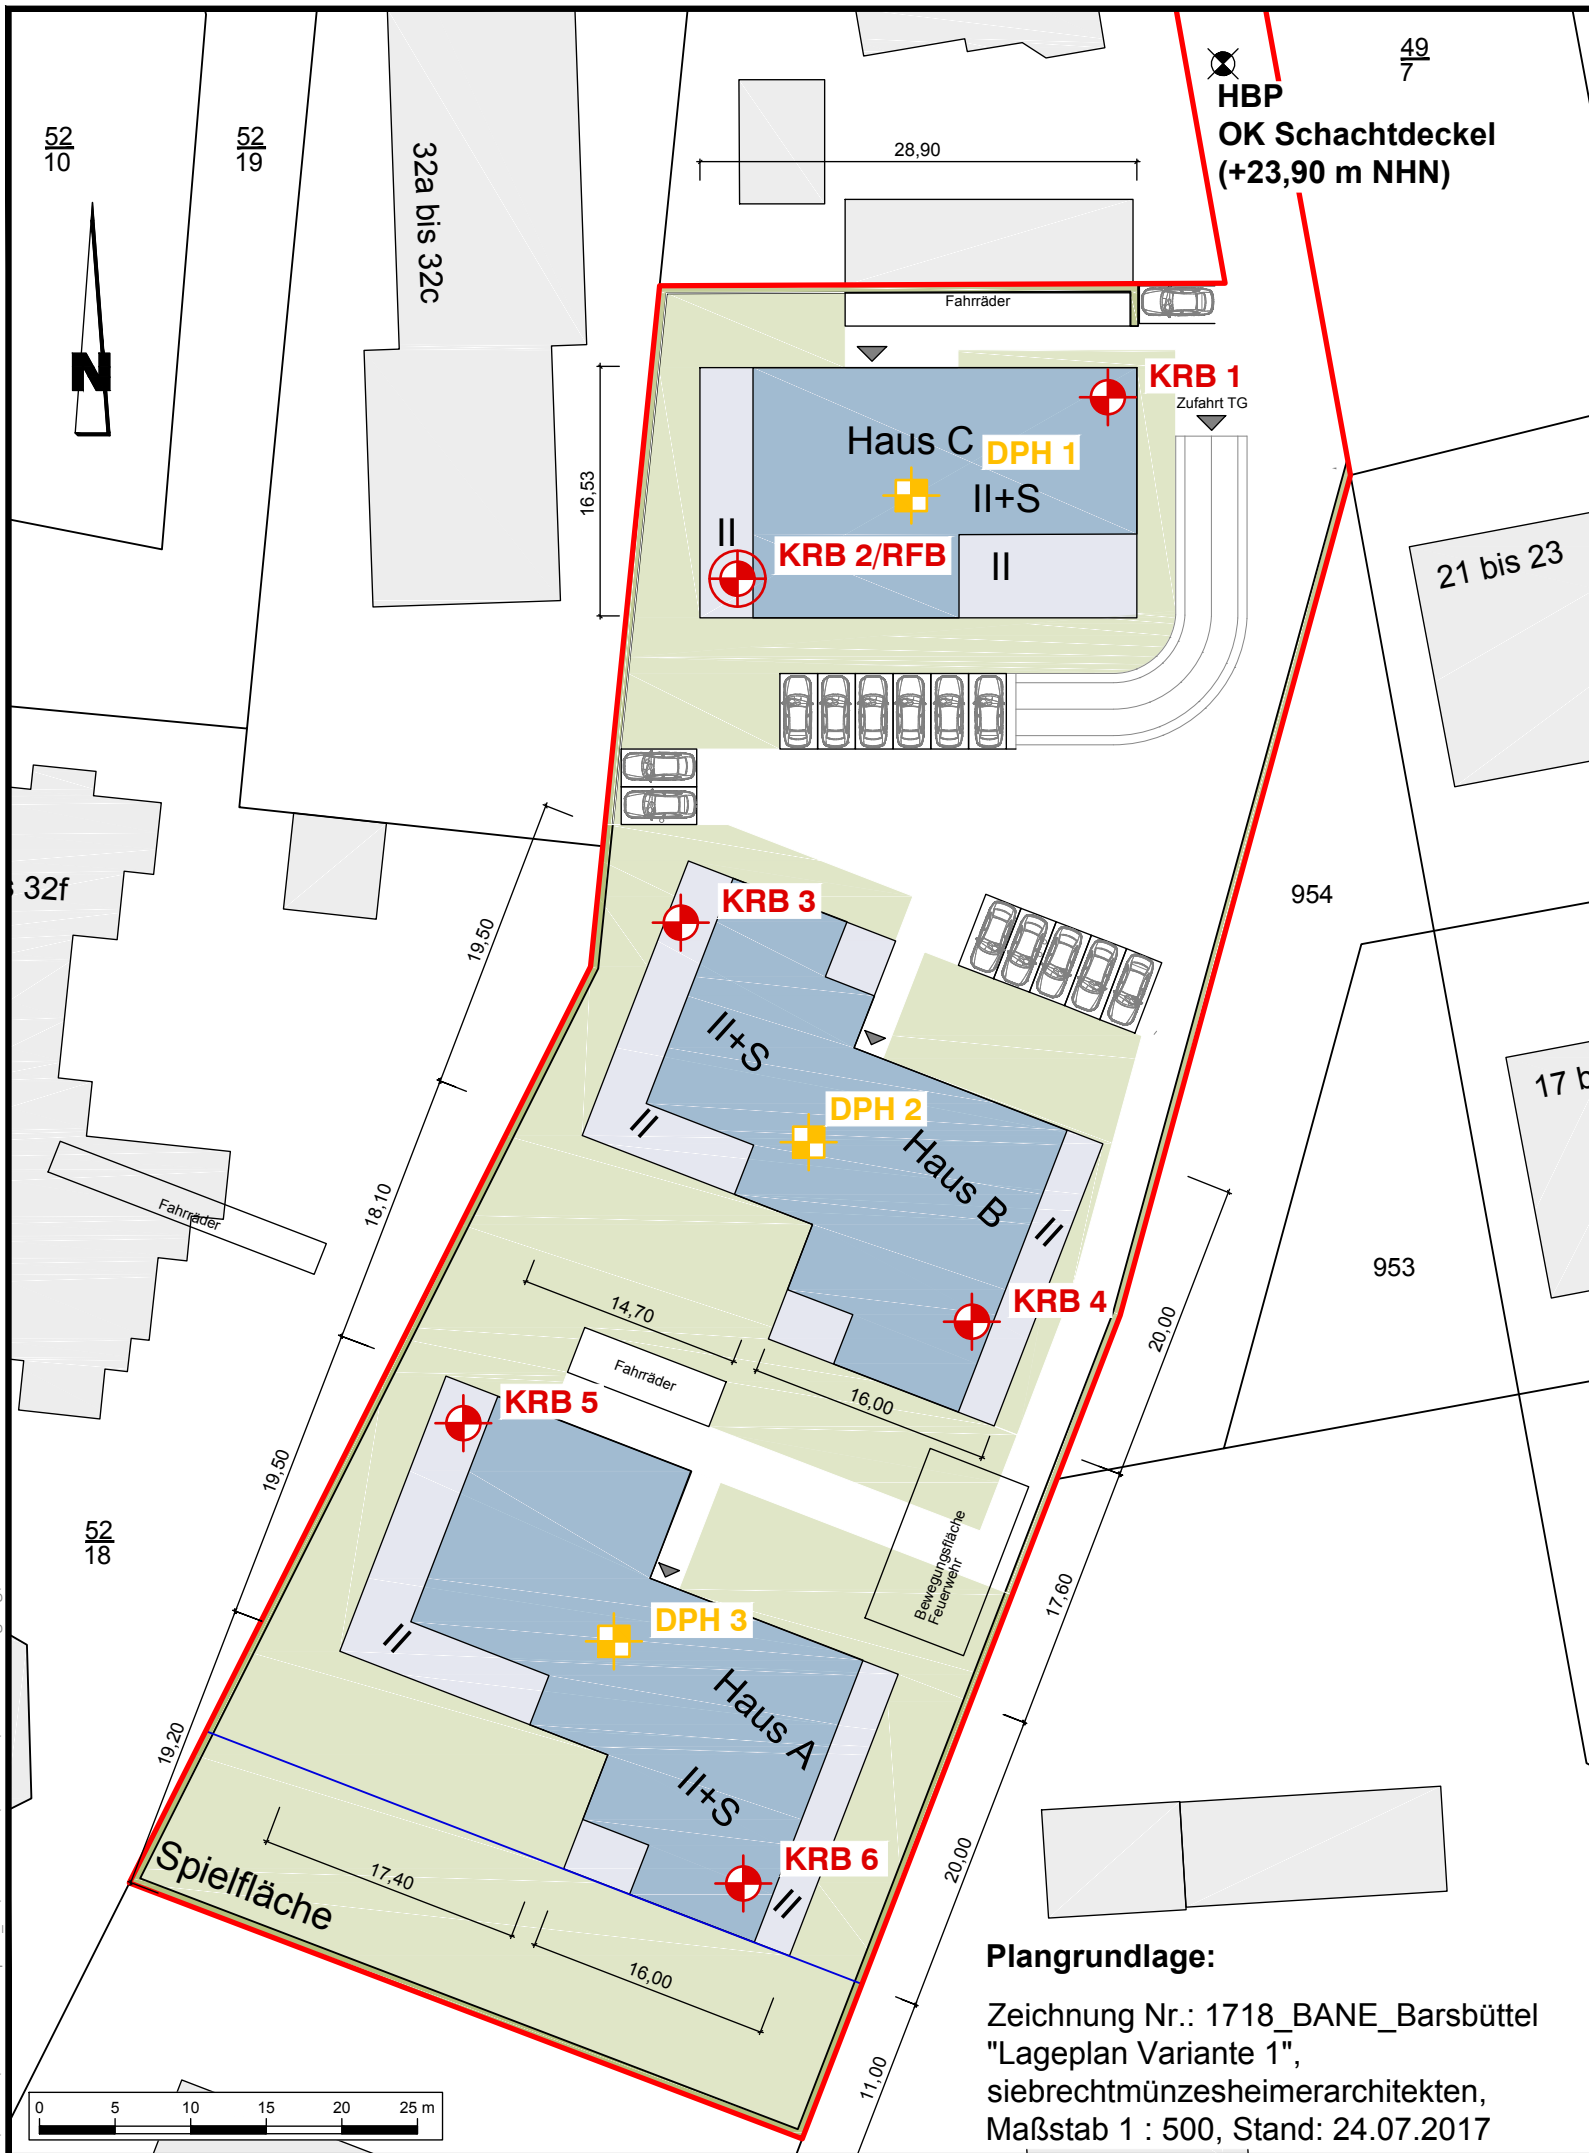 49
7
HBP
OK Schachtdeckel
(+23,90 m NHN)
52
10
52
19
32a bis 32c
28,90
Fahrräder
N
KRB 1
Zufahrt TG
Haus C
DPH 1
II+S
16,53
II
KRB 2/RFB
II
21 bis 23
32f
954
KRB 3
19,50
II+S
17 b
DPH 2
II
Haus B
18,10
Fahrräder
II
953
14,70
KRB 4
20,00
Fahrräder
16,00
KRB 5
19,50
52
18
Bewegungsfläche
Feuerwehr
17,60
DPH 3
II
Haus A
19,20
II+S
Spielfläche
17,40
KRB 6
II
20,00
16,00
11,00
Plangrundlage:
Zeichnung Nr.: 1718_BANE_Barsbüttel
"Lageplan Variante 1",
siebrechtmünzesheimerarchitekten,
Maßstab 1 : 500, Stand: 24.07.2017
0 5 10 15 20 25 m